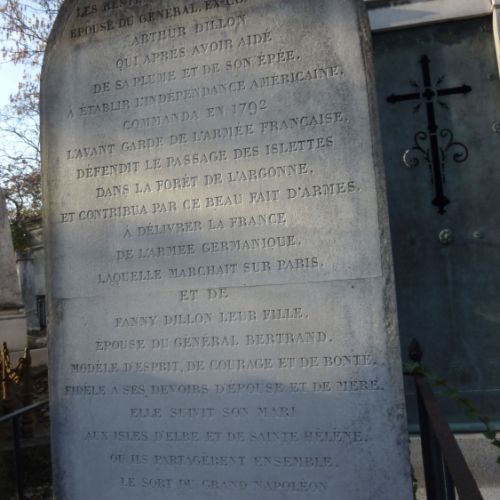 LES RESTES
ÉPOUSE DU GÉNÉRAL
ARTHUR DILLON
QUI APRÈS AVOIR AIDÉ
DE SA PLUME ET DE SON ÉPÉE,
À ÉTABLIR L'INDÉPENDANCE AMÉRICAINE,
COMMANDA EN 1792
L'AVANT GARDE DE L'ARMÉE FRANÇAISE,
DÉFENDIT LE PASSAGE DES ISLETTES
DANS LA FORÊT DE L'ARGONNE,
ET CONTRIBUA PAR CE BEAU FAIT D'ARMES,
À DÉLIVRER LA FRANCE
DE L'ARMÉE GERMANIQUE,
LAQUELLE MARCHAIT SUR PARIS.
ET DE
FANNY DILLON LEUR FILLE,
ÉPOUSE DU GÉNÉRAL BERTRAND.
MODÈLE D'ESPRIT, DE COURAGE ET DE BONTÉ,
FIDÈLE A SES DEVOIRS D'ÉPOUSE ET DE MÈRE,
ELLE SUIVIT SON MARI
AUX ISLES D'ELBE ET DE SAINTE HÉLÈNE,
OU ILS PARTAGÈRENT ENSEMBLE,
LE SORT DU GRAND NAPOLÉON